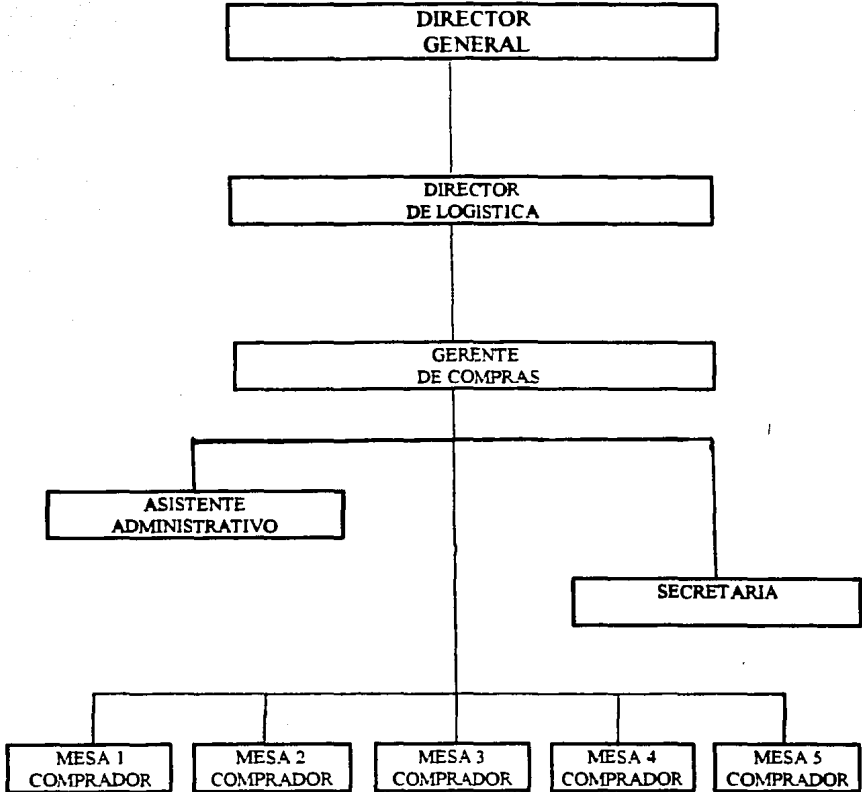 DIRECTOR
GENERAL
DIRECTOR
DE LOGISTICA
GERENTE
DE COMPRAS
ASISTENTE
ADMINISTRATIVO
SECRETARIA
MESA 1
COMPRADOR
MESA 2
COMPRADOR
MESA 3
COMPRADOR
MESA 4
COMPRADOR
MESA 5
COMPRADOR